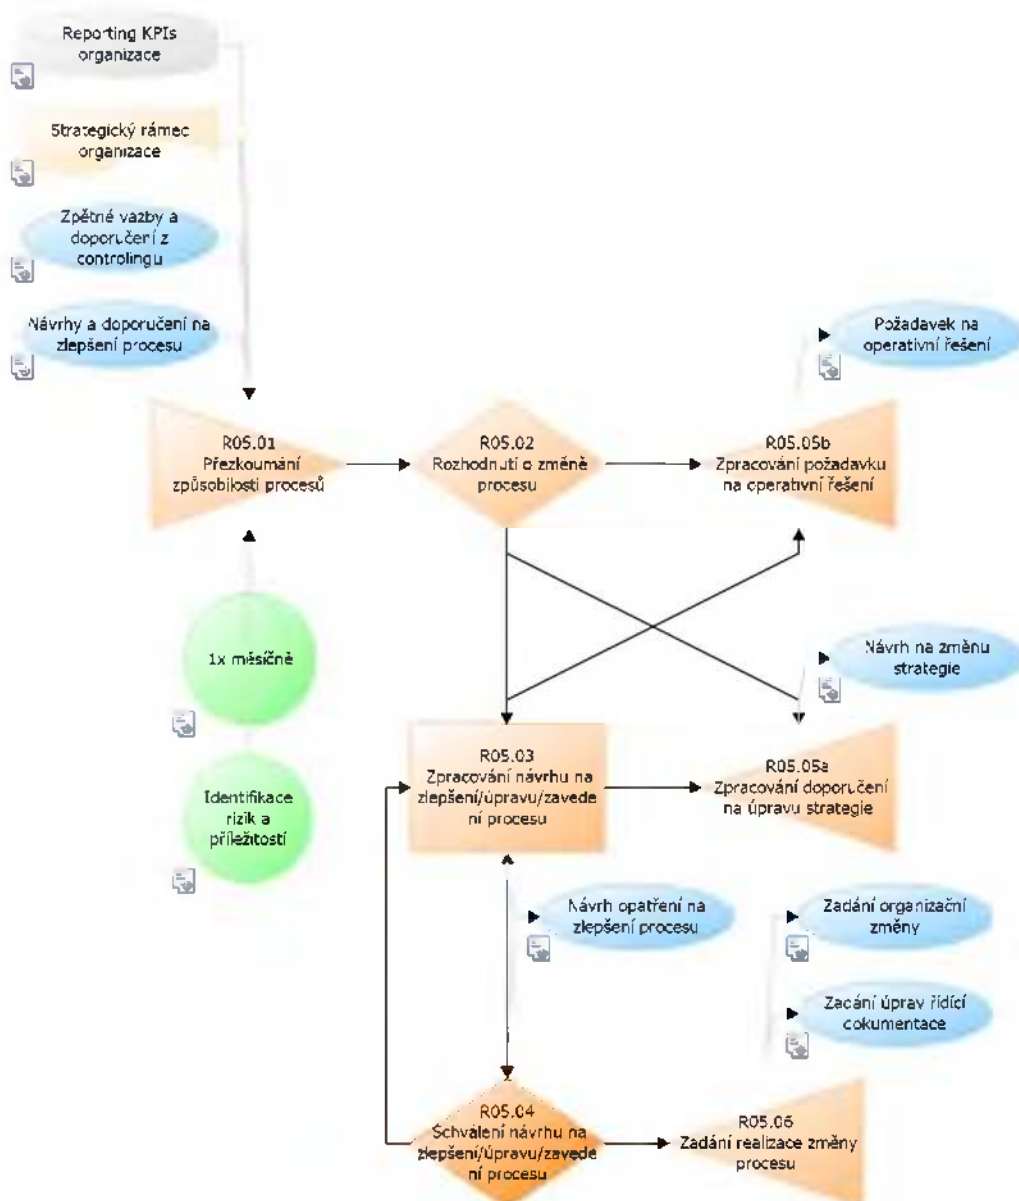 Reporting KPIs
organizace
Strategický rámec
organizace
Zpětné vazby a
doporučení z
controlingu
Návrhy a doporučení na
zlepšení procesu
Požadavek na
operativní řešení
R05.01
Přezkoumání
způsobilosti procesů
R05.02
Rozhodnutí o změně
procesu
R05.05b
Zpracování požadavku
na operativní řešení
1x měsíčně
Návrh na změnu
strategie
Identifikace
rizik a
příležitostí
R05.03
Zpracování návrhu na
zlepšení/úpravu/zavede
ní procesu
R05.05a
Zpracování doporučení
na úpravu strategie
Návrh opatření na
zlepšení procesu
Zadání organizační
změny
Zadání úprav řídící
dokumentace
R05.04
Schválení návrhu na
zlepšení/úpravu/zavede
ní procesu
R05.06
Zadání realizace změny
procesu